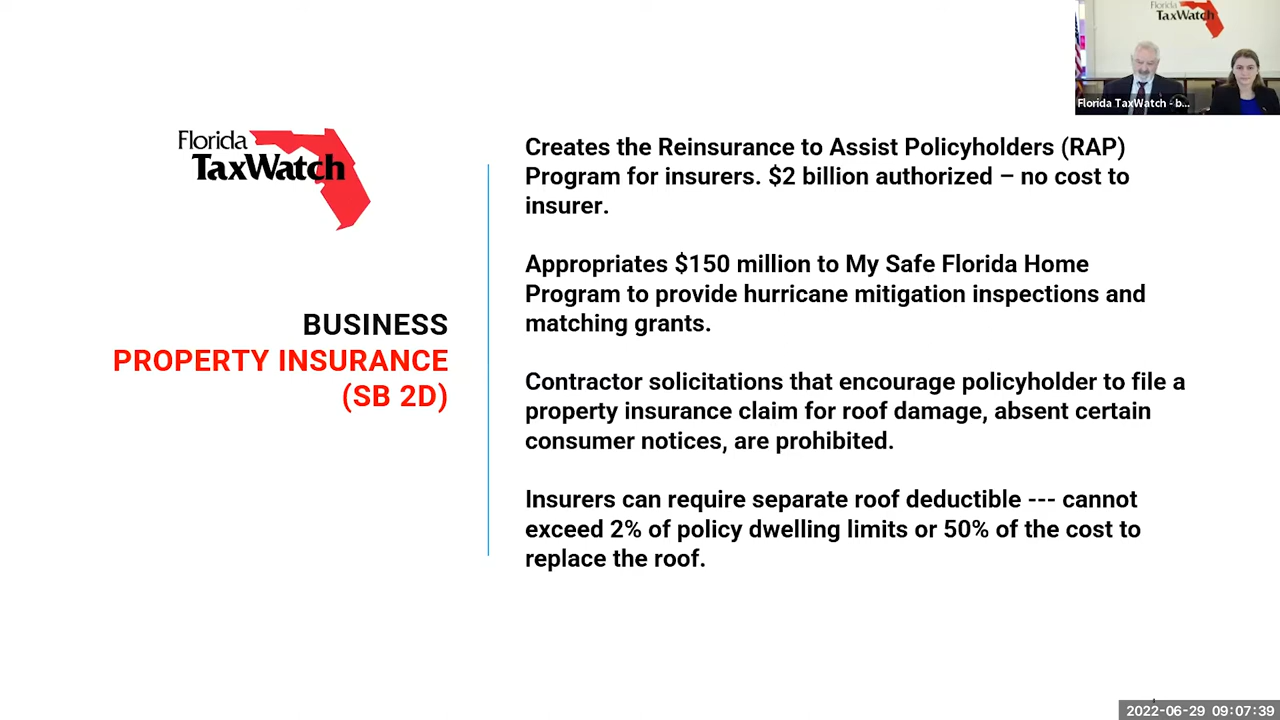 Florida
TaxWatch
BUSINESS
PROPERTY INSURANCE
(SB 2D)
Creates the Reinsurance to Assist Policyholders (RAP)
Program for insurers. $2 billion authorized – no cost to
insurer.
Appropriates $150 million to My Safe Florida Home
Program to provide hurricane mitigation inspections and
matching grants.
Contractor solicitations that encourage policyholder to file a
property insurance claim for roof damage, absent certain
consumer notices, are prohibited.
Insurers can require separate roof deductible --- cannot
exceed 2% of policy dwelling limits or 50% of the cost to
replace the roof.
Florida
TaxWatch
Florida TaxWatch - b...
2022-06-29 09:07:39